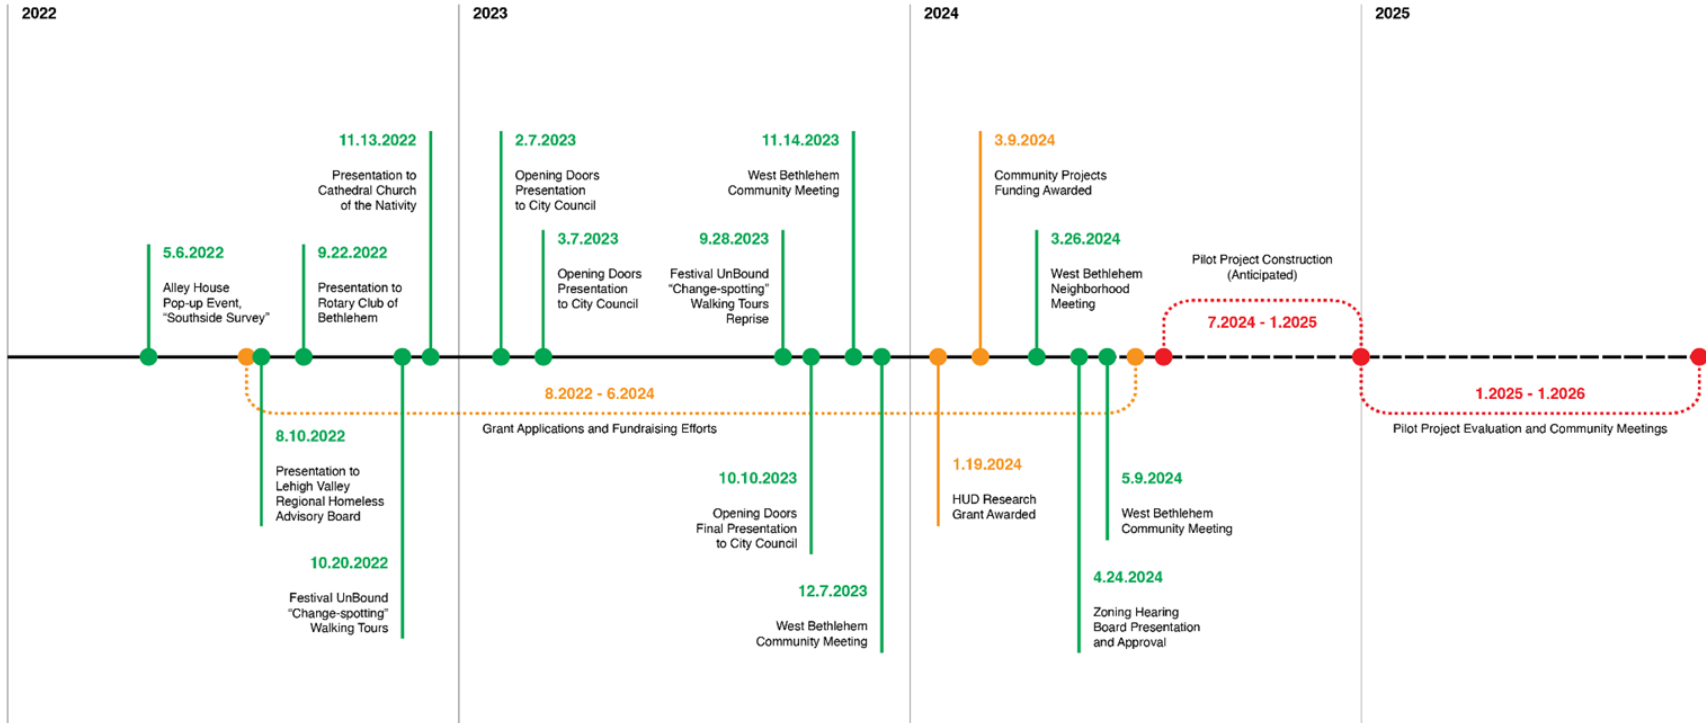 2022
2023
2024
2025
11.13.2022
Presentation to
Cathedral Church
of the Nativity
2.7.2023
Opening Doors
Presentation
to City Council
11.14.2023
West Bethlehem
Community Meeting
3.9.2024
Community Projects
Funding Awarded
5.6.2022
Alley House
Pop-up Event,
“Southside Survey”
9.22.2022
Presentation to
Rotary Club of
Bethlehem
3.7.2023
Opening Doors
Presentation
to City Council
9.28.2023
Festival UnBound
“Change-spotting”
Walking Tours
Reprise
3.26.2024
West Bethlehem
Neighborhood
Meeting
Pilot Project Construction
(Anticipated)
7.2024 - 1.2025
8.2022 - 6.2024
Grant Applications and Fundraising Efforts
1.2025 - 1.2026
Pilot Project Evaluation and Community Meetings
8.10.2022
Presentation to
Lehigh Valley
Regional Homeless
Advisory Board
10.20.2022
Festival UnBound
“Change-spotting”
Walking Tours
10.10.2023
Opening Doors
Final Presentation
to City Council
12.7.2023
West Bethlehem
Community Meeting
1.19.2024
HUD Research
Grant Awarded
5.9.2024
West Bethlehem
Community Meeting
4.24.2024
Zoning Hearing
Board Presentation
and Approval